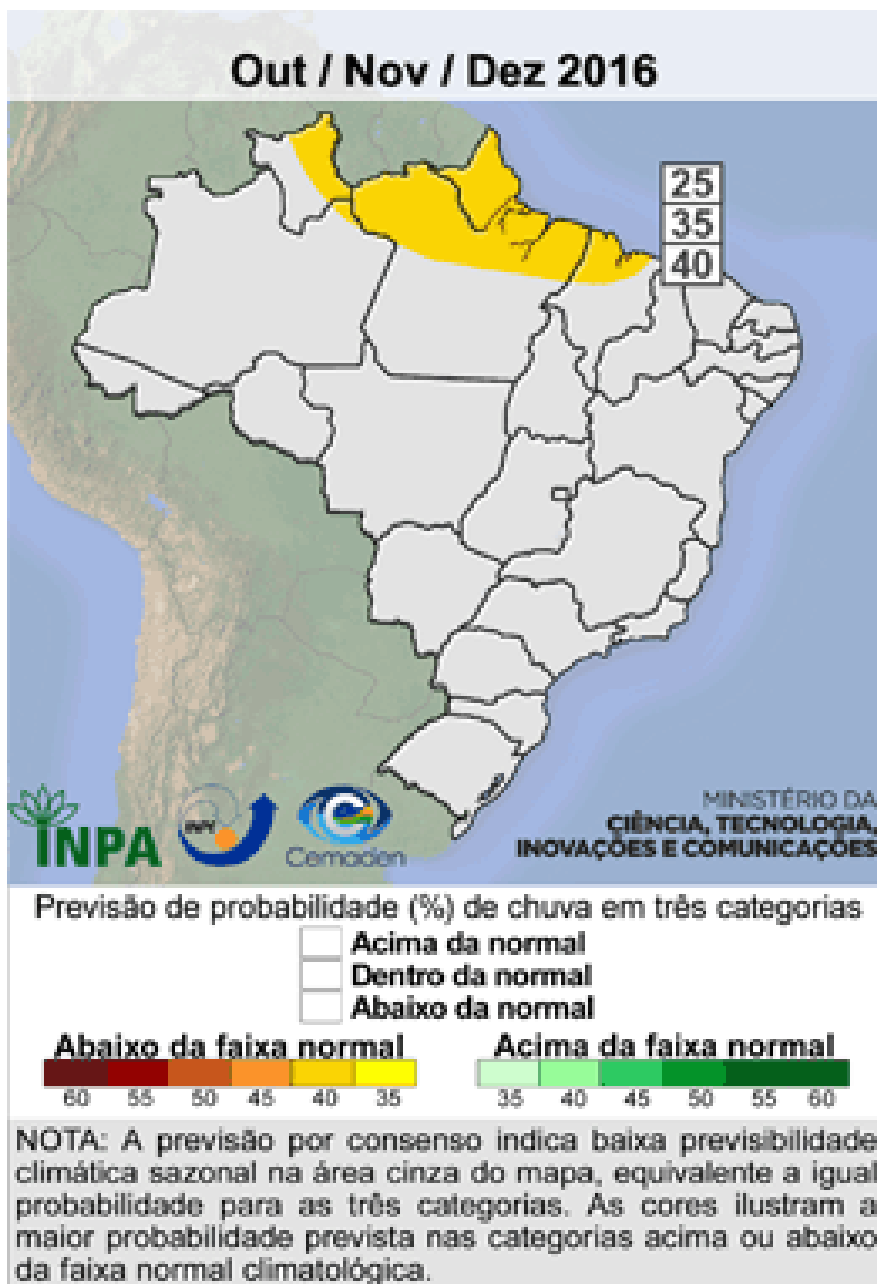 Out / Nov / Dez 2016
25
35
40
INPA
Cemaden
MINISTÉRIO DA
CIÊNCIA, TECNOLOGIA,
INOVAÇÕES E COMUNICAÇÕES
Previsão de probabilidade (%) de chuva em três categorias
Acima da normal
Dentro da normal
Abaixo da normal
Abaixo da faixa normal
60 55 50 45 40 35
Acima da faixa normal
35 40 45 50 55 60
NOTA: A previsão por consenso indica baixa previsibilidade
climática sazonal na área cinza do mapa, equivalente a igual
probabilidade para as três categorias. As cores ilustram a
maior probabilidade prevista nas categorias acima ou abaixo
da faixa normal climatológica.